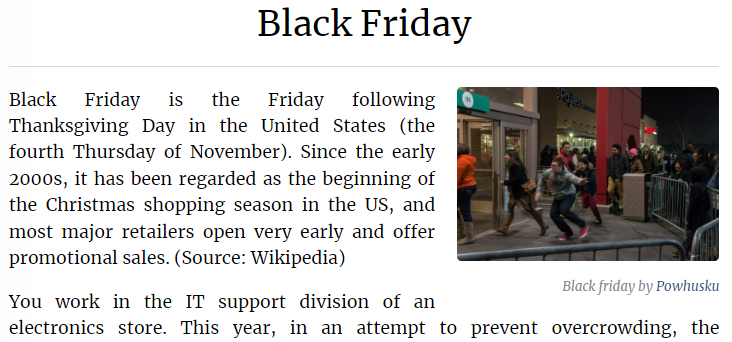 Black Friday
Black Friday is the Friday following
Thanksgiving Day in the United States (the
fourth Thursday of November). Since the early
2000s, it has been regarded as the beginning of
the Christmas shopping season in the US, and
most major retailers open very early and offer
promotional sales. (Source: Wikipedia)
IN
Black friday by Powhusku
You work in the IT support division of an
electronics store. This year, in an attempt to prevent overcrowding, the